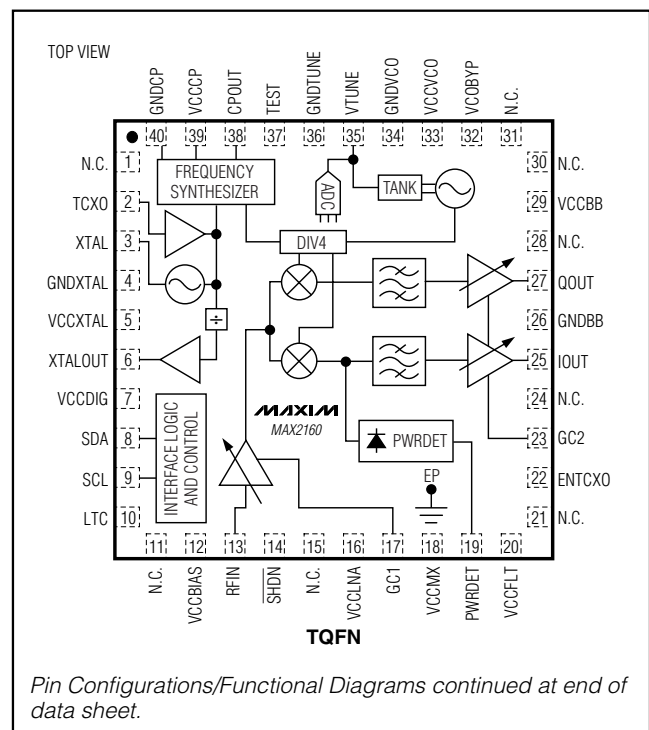 TOP VIEW
GNDCP
VCCCP
CPOUT
TEST
GNDTUNE
VTUNE
GNDVCO
VCCVCO
VCOBYP
N.C.
40 39 38 37 36 35 34 33 32 31
N.C. 1
TCXO 2
XTAL 3
GNDXTAL 4
VCCXTAL 5
XTALOUT 6
VCCDIG 7
SDA 8
SCL 9
LTC 10
FREQUENCY
SYNTHESIZER
ADC
TANK
DIV4
÷
MAXIM
MAX2160
INTERFACE LOGIC
AND CONTROL
PWRDET
EP
30 N.C.
29 VCCBB
28 N.C.
27 QOUT
26 GNDBB
25 IOUT
24 N.C.
23 GC2
22 ENTCXO
21 N.C.
11 12 13 14 15 16 17 18 19 20
N.C.
VCCBIAS
RFIN
SHDN
N.C.
VCCLNA
GC1
VCCMX
PWRDET
VCCFLT
TQFN
Pin Configurations/Functional Diagrams continued at end of
data sheet.